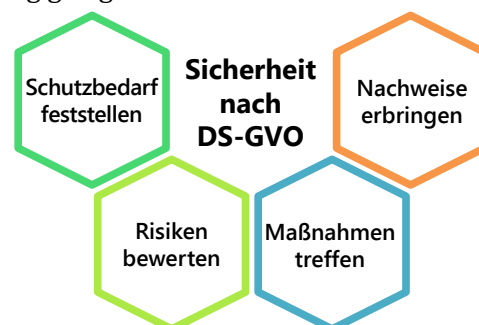 Schutzbedarf
feststellen
Sicherheit
nach
DS-GVO
Nachweise
erbringen
Risiken
bewerten
Maßnahmen
treffen